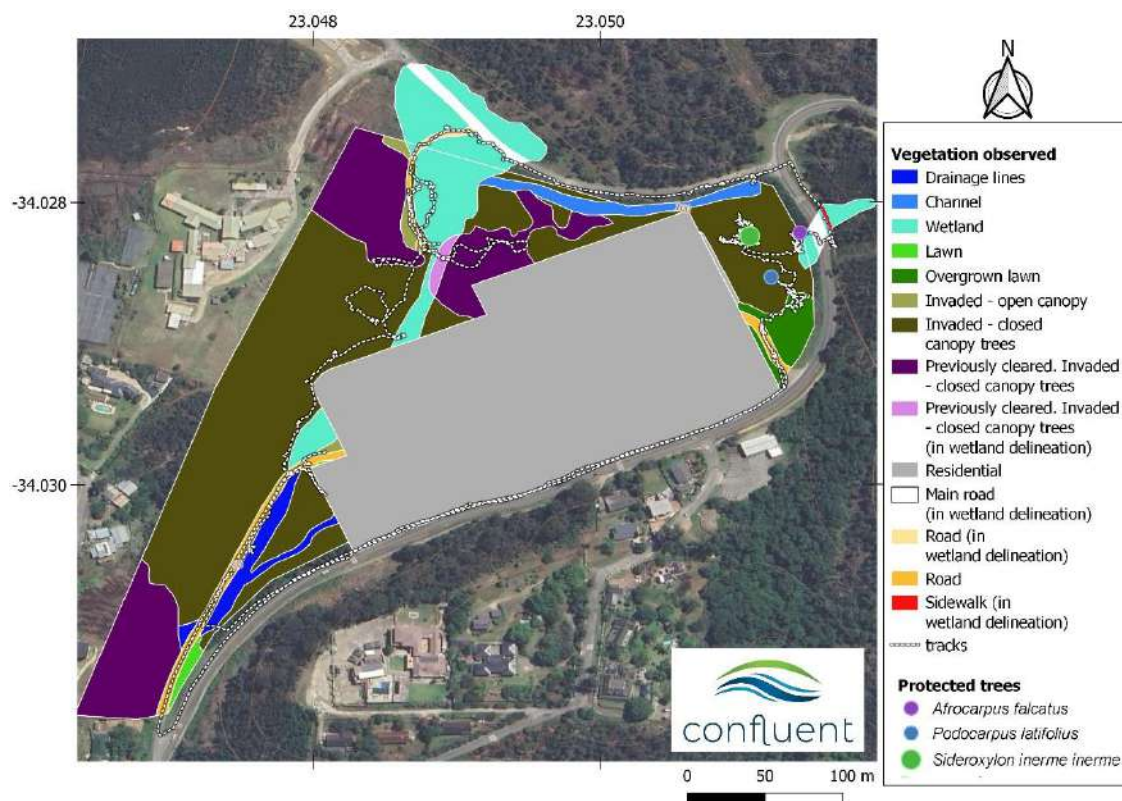 23.048
23.050
N
-34.028
-34.030
Vegetation observed
Drainage lines
Channel
Wetland
Lawn
Overgrown lawn
Invaded - open canopy
Invaded - closed
canopy trees
Previously cleared. Invaded
- closed canopy trees
Previously cleared. Invaded
- closed canopy trees
(in wetland delineation)
Residential
Main road
(in wetland delineation)
Road (in
wetland delineation)
Road
Sidewalk (in
wetland delineation)
tracks
Protected trees
Afrocarpus falcatus
Podocarpus latifolius
Sideroxylon inerme inerme
confluent
0 50 100 m